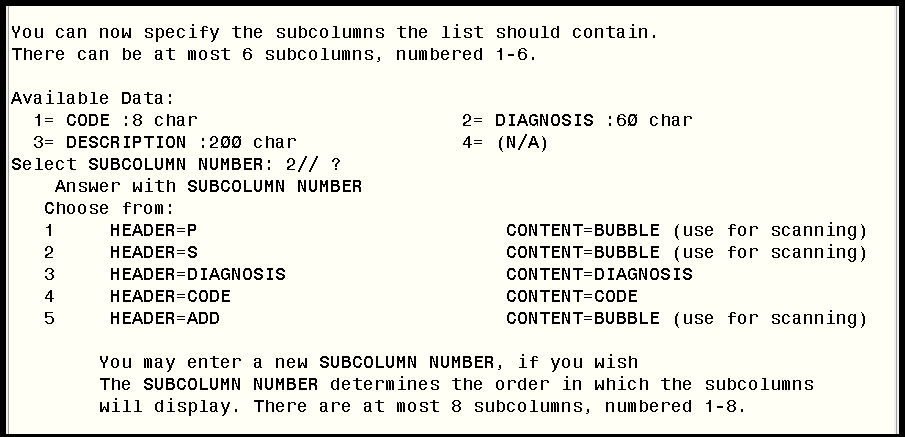 You can now specify the subcolumns the list should contain.
There can be at most 6 subcolumns, numbered 1-6.
Available Data:
1= CODE :8 char 2= DIAGNOSIS :60 char
3= DESCRIPTION :200 char 4= (N/A)
Select SUBCOLUMN NUMBER: 2// ?
Answer with SUBCOLUMN NUMBER
Choose from:
1 HEADER=P CONTENT=BUBBLE (use for scanning)
2 HEADER=S CONTENT=BUBBLE (use for scanning)
3 HEADER=DIAGNOSIS CONTENT=DIAGNOSIS
4 HEADER=CODE CONTENT=CODE
5 HEADER=ADD CONTENT=BUBBLE (use for scanning)
You may enter a new SUBCOLUMN NUMBER, if you wish
The SUBCOLUMN NUMBER determines the order in which the subcolumns
will display. There are at most 8 subcolumns, numbered 1-8.